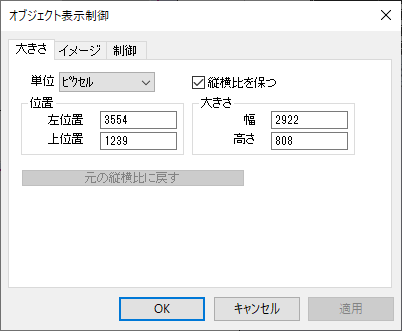 オブジェクト表示制御
大きさ イメージ 制御
単位 ﾋﾟｸｾﾙ 縦横比を保つ
位置 大きさ
左位置 3554 幅 2922
上位置 1239 高さ 808
元の縦横比に戻す
OK キャンセル 適用